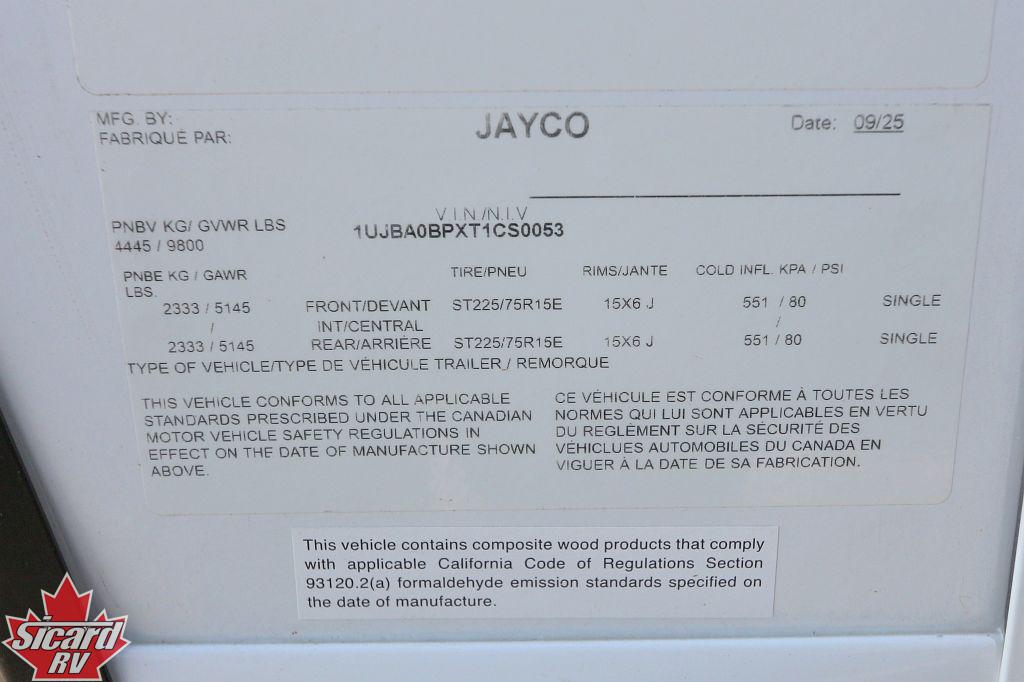 MFG. BY:
FABRIQUÉ PAR:
JAYCO
Date: 09/25
PNBV KG/ GVWR LBS
4445 / 9800
V I N /N.I.V
1UJBA0BPXT1CS0053
PNBE KG / GAWR
LBS.
TIRE/PNEU RIMS/JANTE COLD INFL. KPA / PSI
2333 / 5145 FRONT/DEVANT ST225/75R15E 15X6 J 551 / 80 SINGLE
/ INT/CENTRAL /
2333 / 5145 REAR/ARRIÈRE ST225/75R15E 15X6 J 551 / 80 SINGLE
TYPE OF VEHICLE/TYPE DE VÉHICULE TRAILER / REMORQUE
THIS VEHICLE CONFORMS TO ALL APPLICABLE
STANDARDS PRESCRIBED UNDER THE CANADIAN
MOTOR VEHICLE SAFETY REGULATIONS IN
EFFECT ON THE DATE OF MANUFACTURE SHOWN
ABOVE.
CE VÉHICULE EST CONFORME À TOUTES LES
NORMES QUI LUI SONT APPLICABLES EN VERTU
DU REGLÈMENT SUR LA SÉCURITÉ DES
VÉHICLUES AUTOMOBILES DU CANADA EN
VIGUER À LA DATE DE SA FABRICATION.
This vehicle contains composite wood products that comply
with applicable California Code of Regulations Section
93120.2(a) formaldehyde emission standards specified on
the date of manufacture.
Sicard
RV